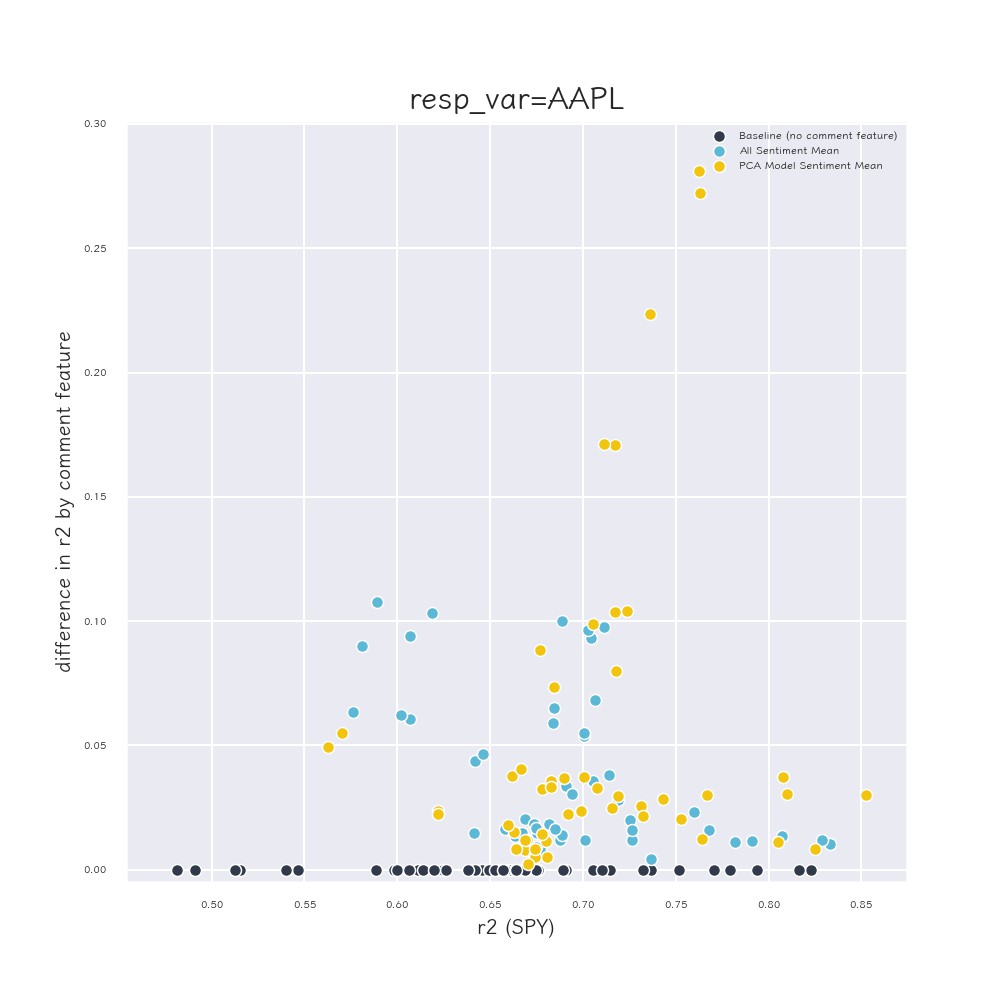 resp_var=AAPL
0.30
0.25
0.20
0.15
0.10
0.05
0.00
difference in r2 by comment feature
Baseline (no comment feature)
All Sentiment Mean
PCA Model Sentiment Mean
0.50 0.55 0.60 0.65 0.70 0.75 0.80 0.85
r2 (SPY)